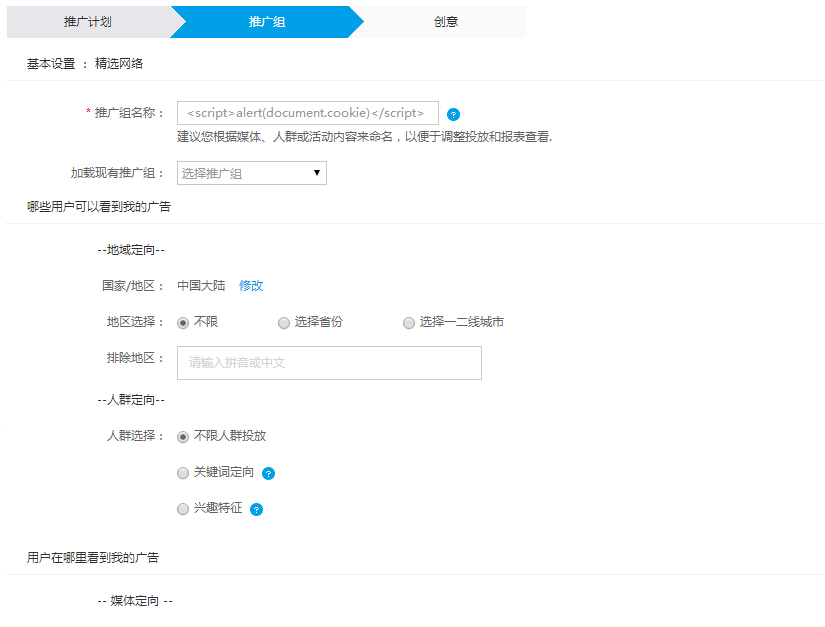 推广计划 推广组 创意
基本设置 ： 精选网络
* 推广组名称： <script>alert(document.cookie)</script> ?
建议您根据媒体、人群或活动内容来命名，以便于调整投放和报表查看.
加载现有推广组： 选择推广组
哪些用户可以看到我的广告
--地域定向--
国家/地区： 中国大陆 修改
地区选择： 不限 选择省份 选择一二线城市
排除地区： 请输入拼音或中文
--人群定向--
人群选择： 不限人群投放
关键词定向 ?
兴趣特征 ?
用户在哪里看到我的广告
-- 媒体定向 --